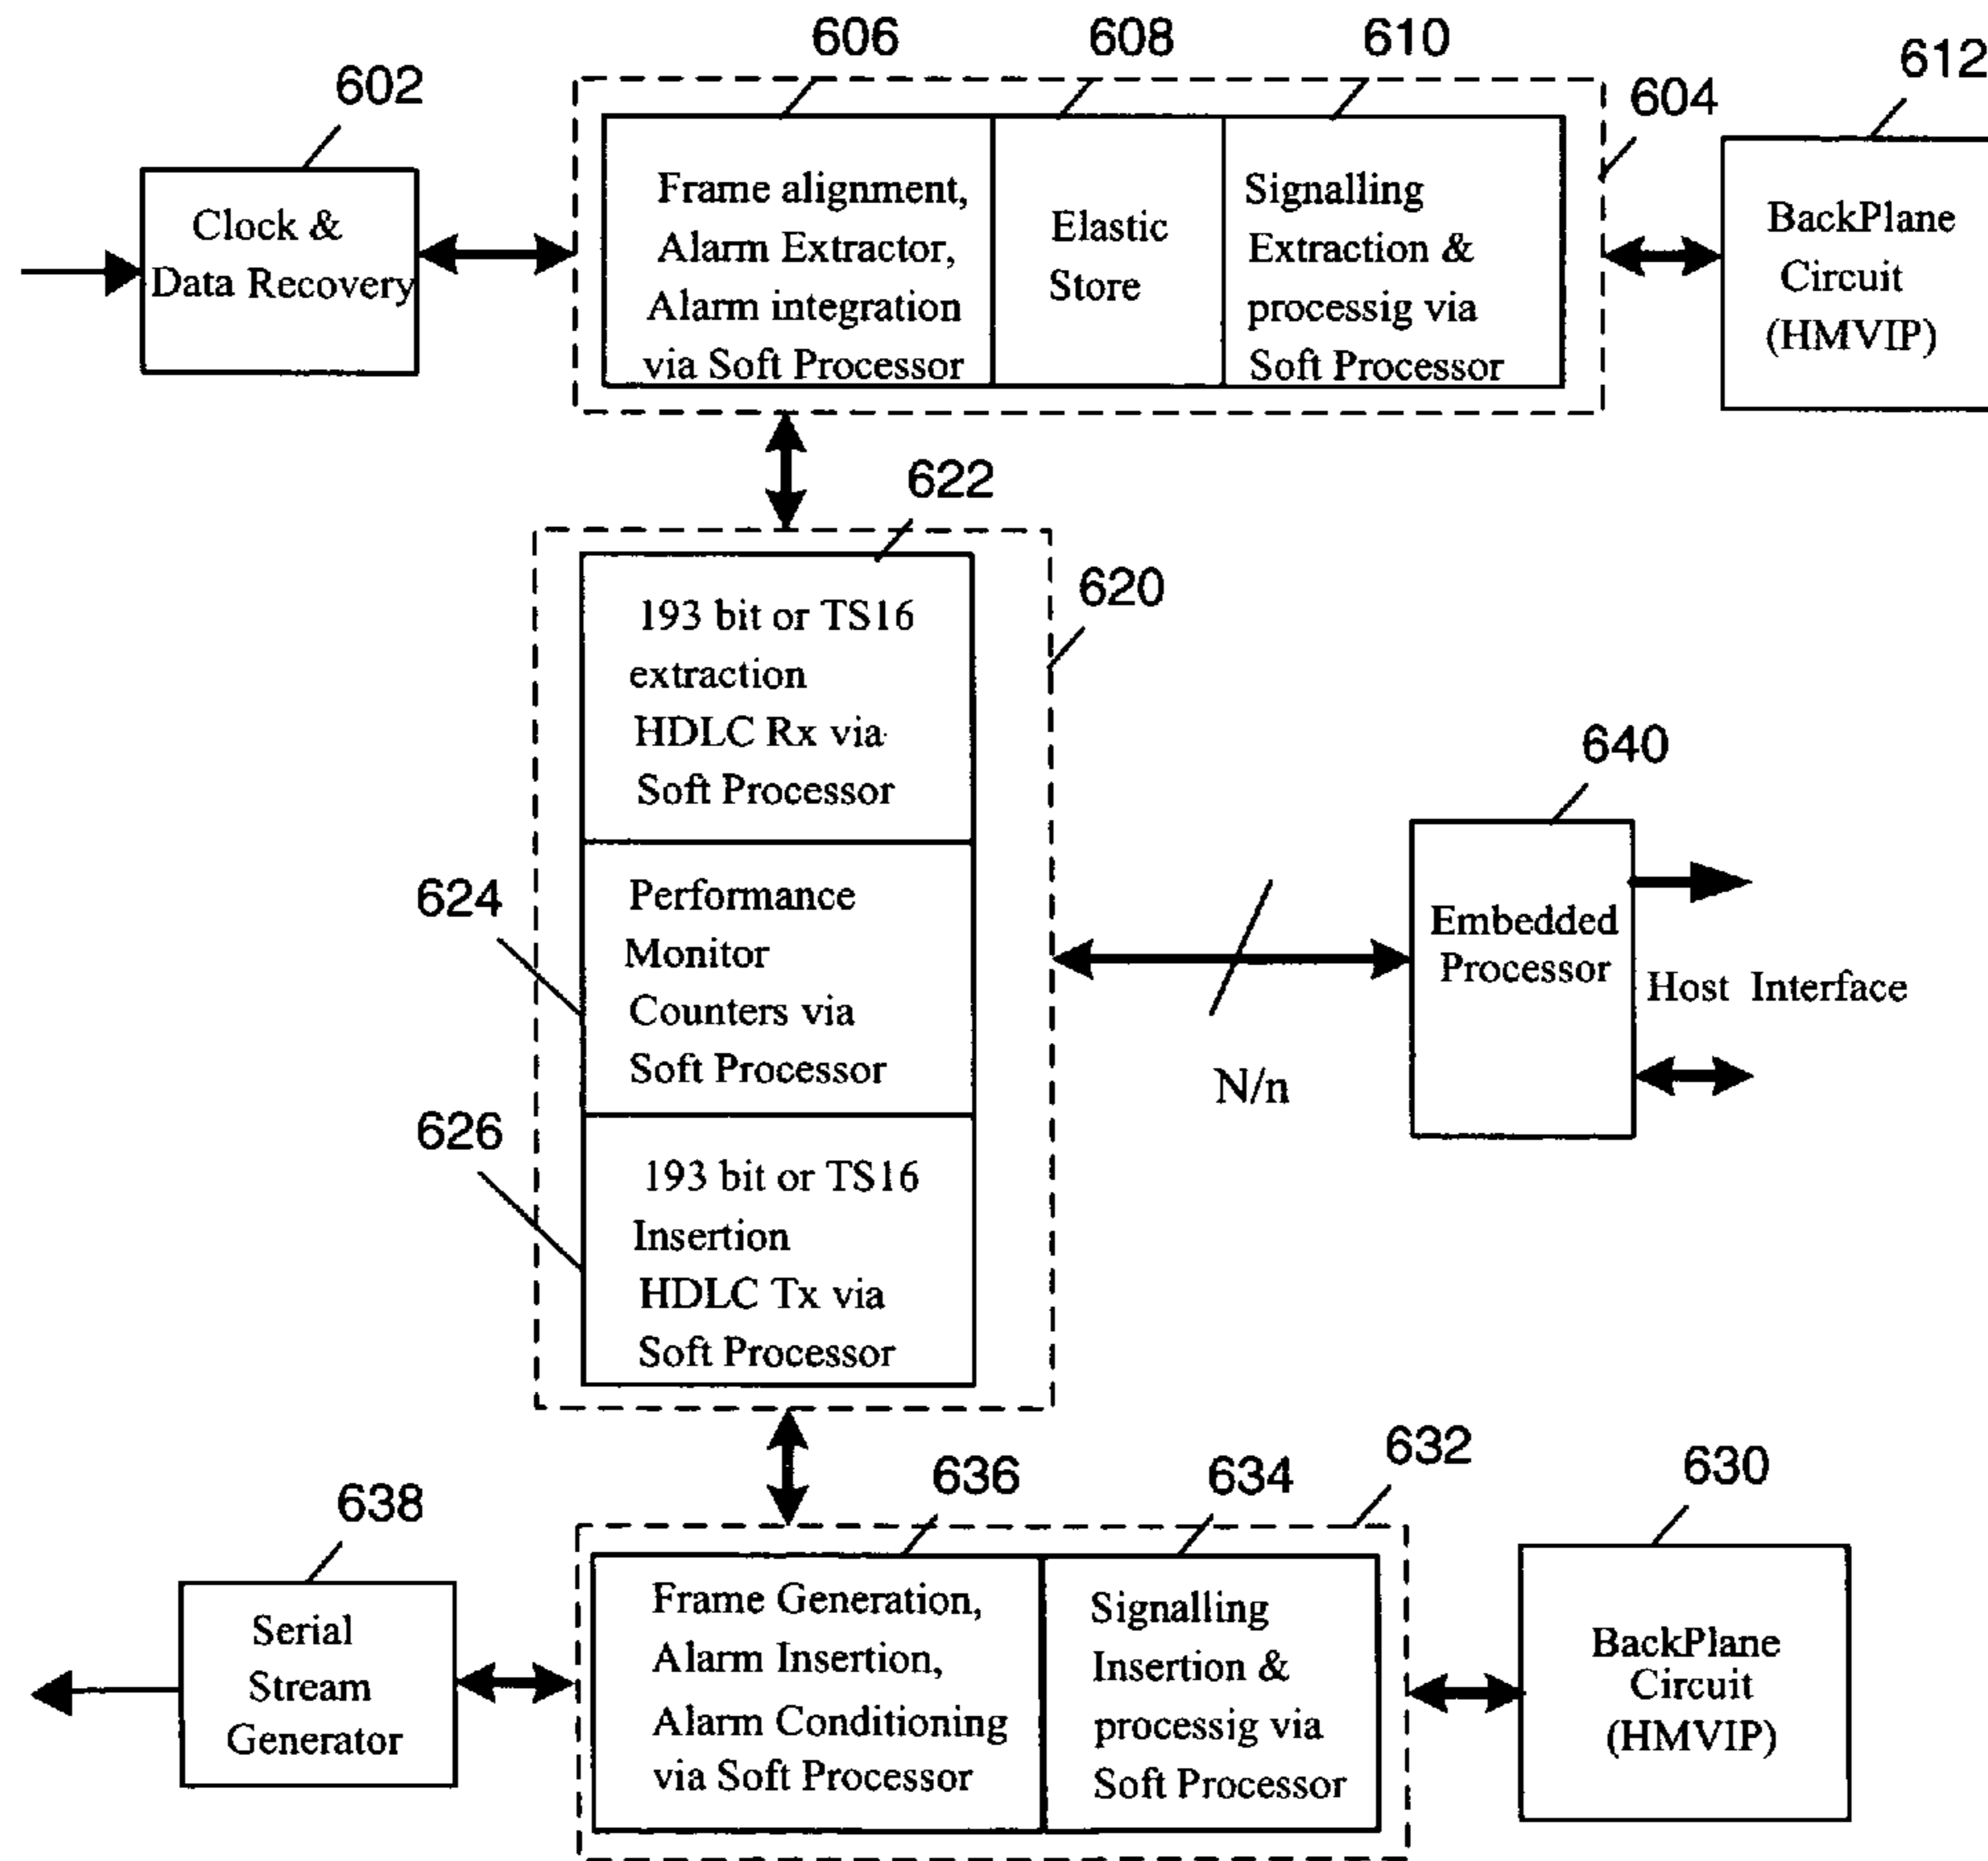 606
608
610
612
602
604
Clock &
Data Recovery
Frame alignment,
Alarm Extractor,
Alarm integration
via Soft Processor
Elastic
Store
Signalling
Extraction &
processig via
Soft Processor
BackPlane
Circuit
(HMVIP)
622
620
193 bit or TS16
extraction
HDLC Rx via
Soft Processor
624
Performance
Monitor
Counters via
Soft Processor
626
193 bit or TS16
Insertion
HDLC Tx via
Soft Processor
N/n
640
Embedded
Processor
Host Interface
638
636
634
632
630
Serial
Stream
Generator
Frame Generation,
Alarm Insertion,
Alarm Conditioning
via Soft Processor
Signalling
Insertion &
processig via
Soft Processor
BackPlane
Circuit
(HMVIP)